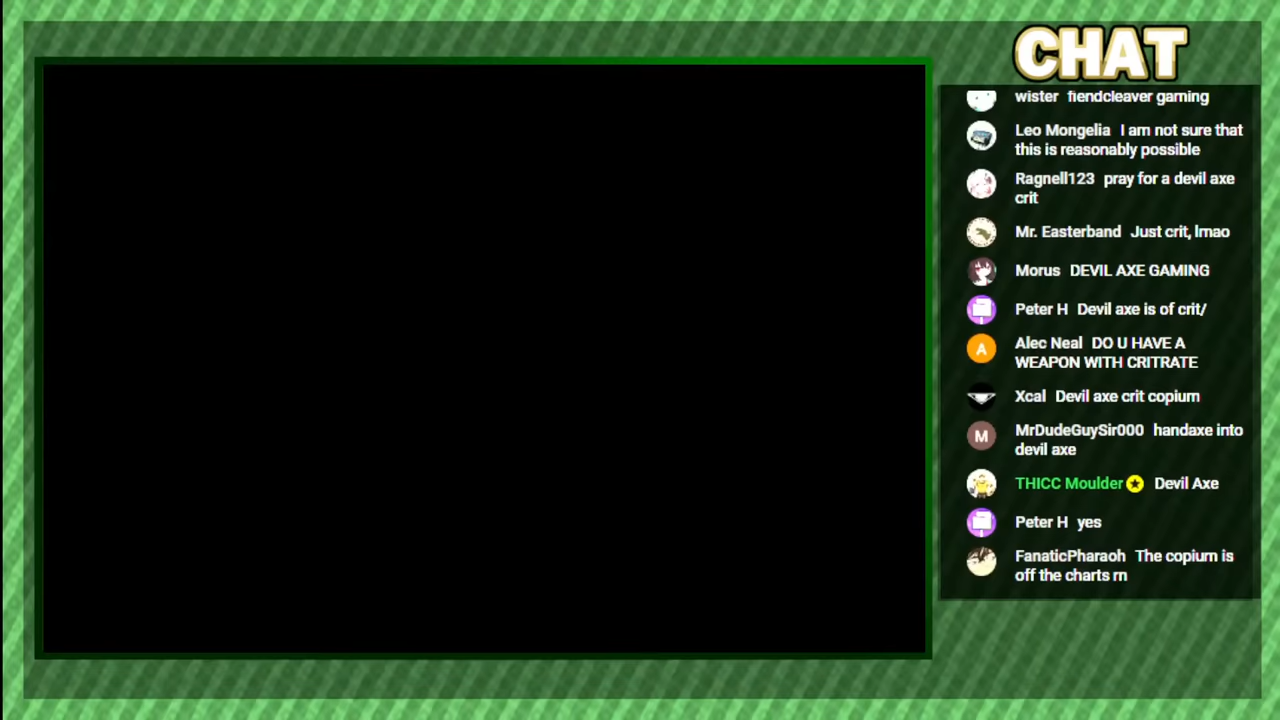 CHAT
wister fiendcleaver gaming
Leo Mongelia I am not sure that
this is reasonably possible
Ragnell123 pray for a devil axe
crit
Mr. Easterband Just crit, lmao
Morus DEVIL AXE GAMING
Peter H Devil axe is of crit/
Alec Neal DO U HAVE A
WEAPON WITH CRITRATE
A
Xcal Devil axe crit copium
MrDudeGuySir000 handaxe into
devil axe
M
THICC Moulder Devil Axe
Peter H yes
FanaticPharaoh The copium is
off the charts rn